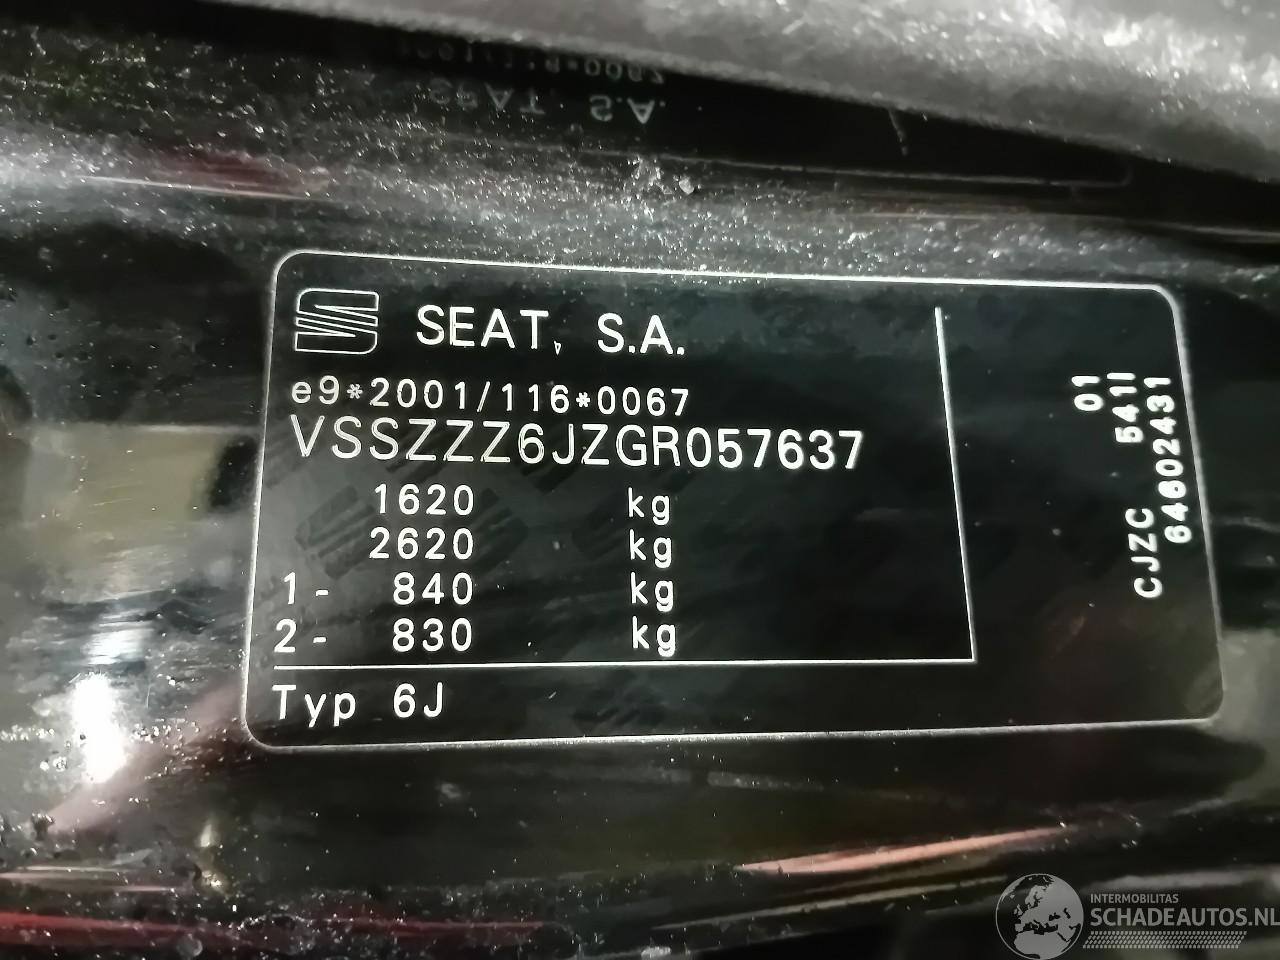 SEAT, S.A.
e9*2001/116*0067
VSSZZZ6JZGR057637
1620 kg
2620 kg
1- 840 kg
2- 830 kg
Typ 6J
01
CJZC 541I
64602431
INTERMOBILITAS
SCHADEAUTOS.NL